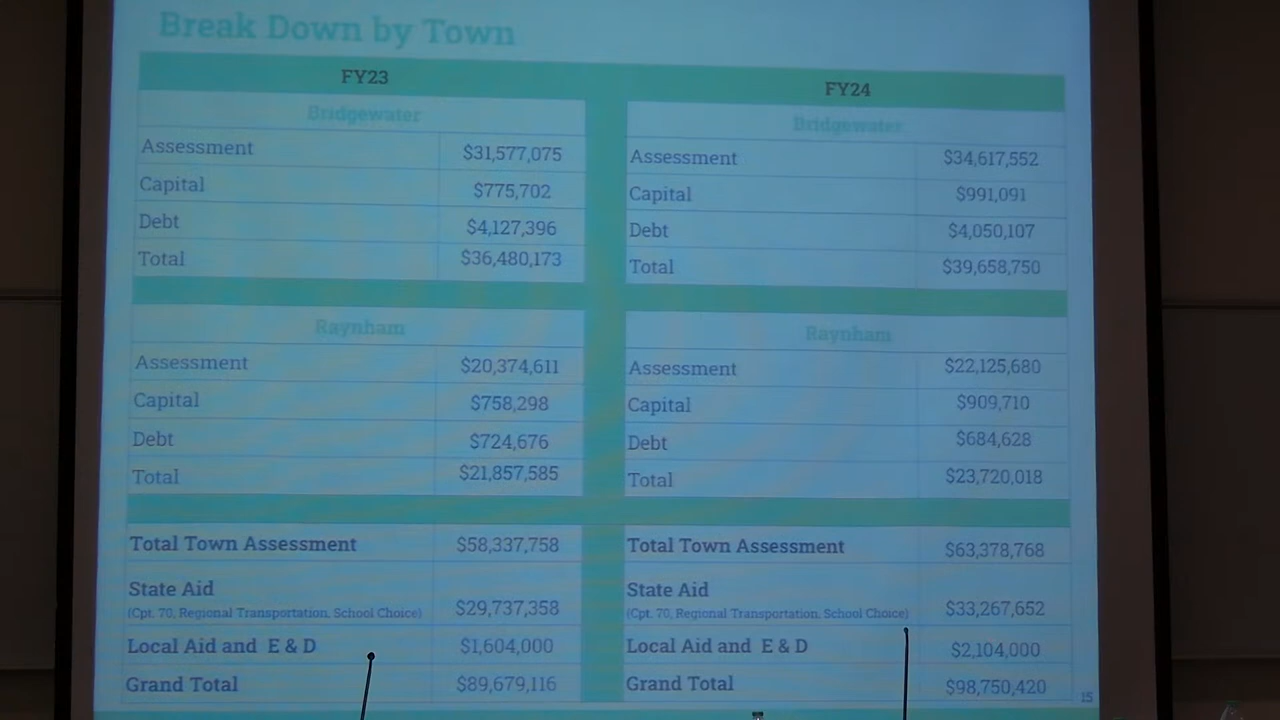 Break Down by Town
FY23 FY24
Bridgewater Bridgewater
Assessment $31,577,075 Assessment $34,617,552
Capital $775,702 Capital $991,091
Debt $4,127,396 Debt $4,050,107
Total $36,480,173 Total $39,658,750
Raynham Raynham
Assessment $20,374,611 Assessment $22,125,680
Capital $758,298 Capital $909,710
Debt $724,676 Debt $684,628
Total $21,857,585 Total $23,720,018
Total Town Assessment $58,337,758 Total Town Assessment $63,378,768
State Aid State Aid
(Cpt. 70, Regional Transportation, School Choice) $29,737,358 (Cpt. 70, Regional Transportation, School Choice) $33,267,652
Local Aid and E & D $1,604,000 Local Aid and E & D $2,104,000
Grand Total $89,679,116 Grand Total $98,750,420
15